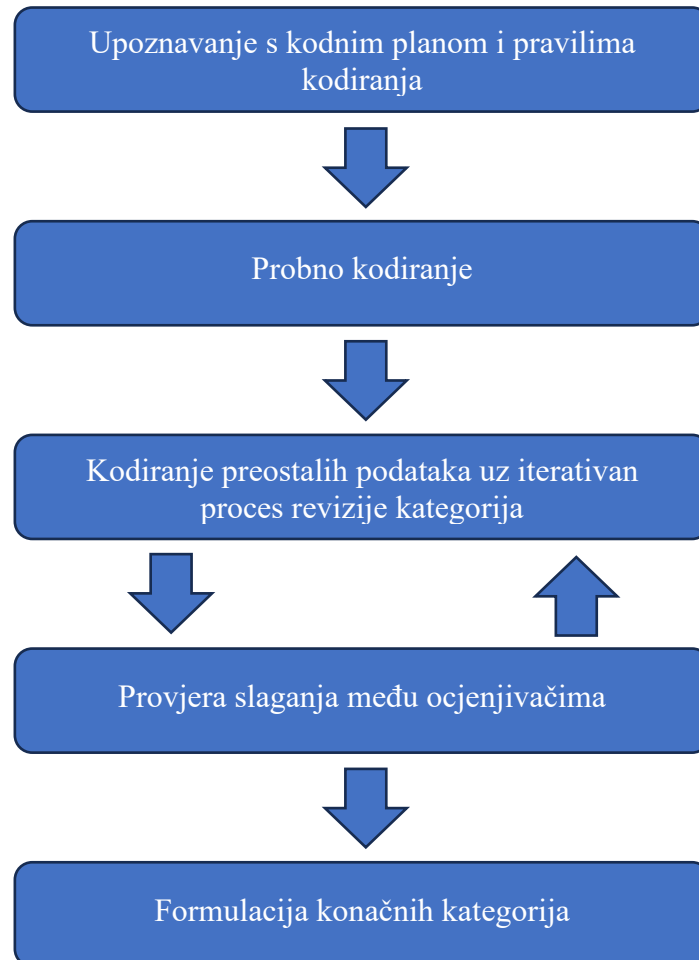 Upoznavanje s kodnim planom i pravilima
kodiranja
Probno kodiranje
Kodiranje preostalih podataka uz iterativan
proces revizije kategorija
Provjera slaganja među ocjenjivačima
Formulacija konačnih kategorija